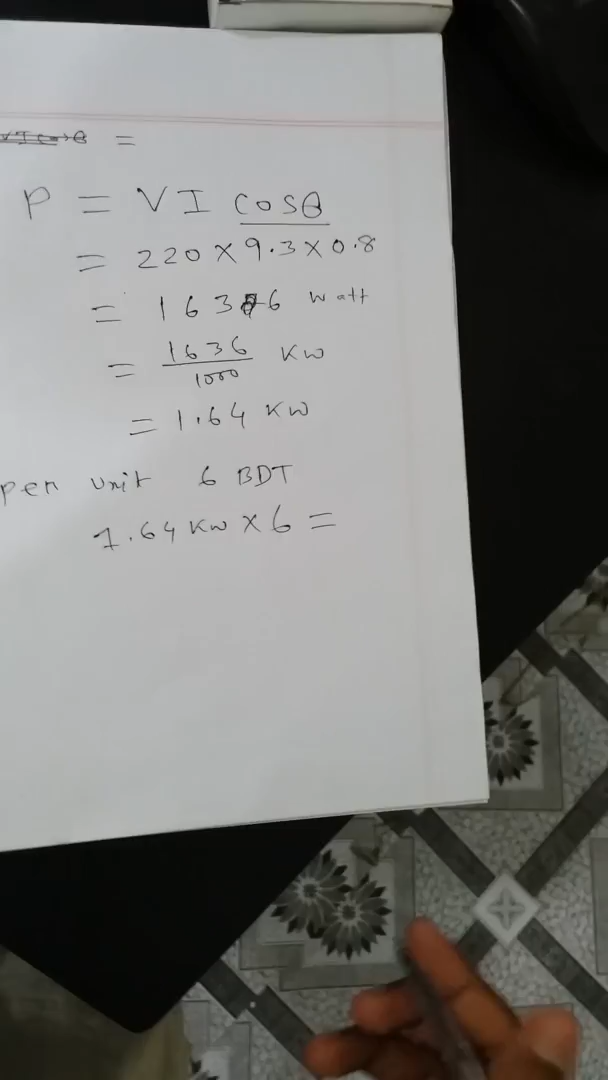 =
P = VI cosθ
= 220 × 9.3 × 0.8
= 1636 watt
= 1636/1000 Kw
= 1.64 Kw
per unit 6 BDT
1.64 Kw × 6 =